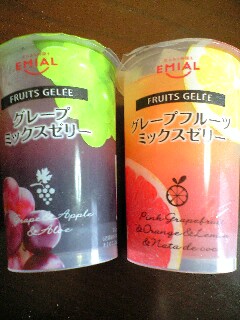 EMIAL
FRUITS GELÉE
グレープ
ミックスゼリー
Grape & Apple
& Aloe
EMIAL
FRUITS GELÉE
グレープフルーツ
ミックスゼリー
Pink Grapefruit
& Orange & Lemon
& Nata de coco